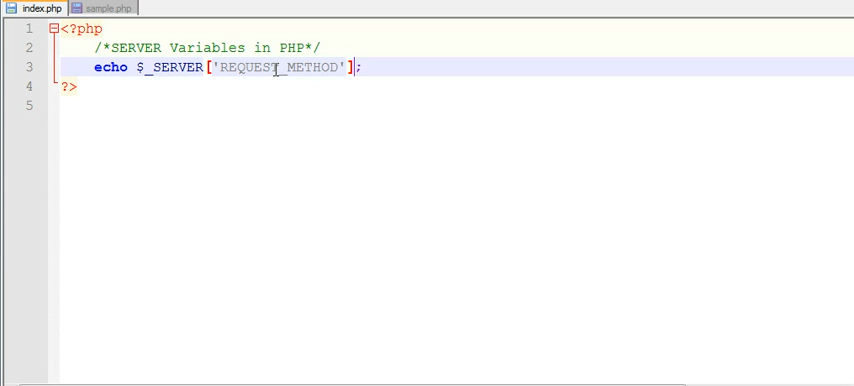 index.php sample.php
1 <?php
2 /*SERVER Variables in PHP*/
3 echo $_SERVER['REQUEST_METHOD'];
4 ?>
5